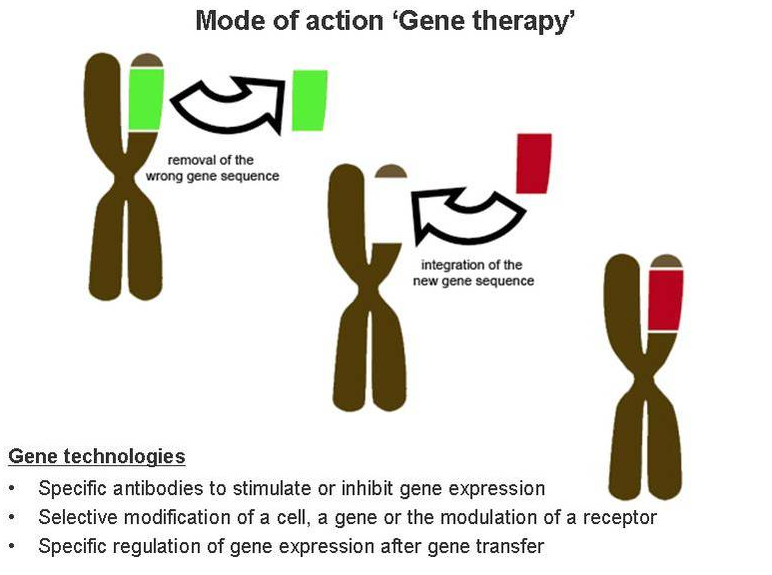 Mode of action ‘Gene therapy’
removal of the
wrong gene sequence
integration of the
new gene sequence
Gene technologies
• Specific antibodies to stimulate or inhibit gene expression
• Selective modification of a cell, a gene or the modulation of a receptor
• Specific regulation of gene expression after gene transfer